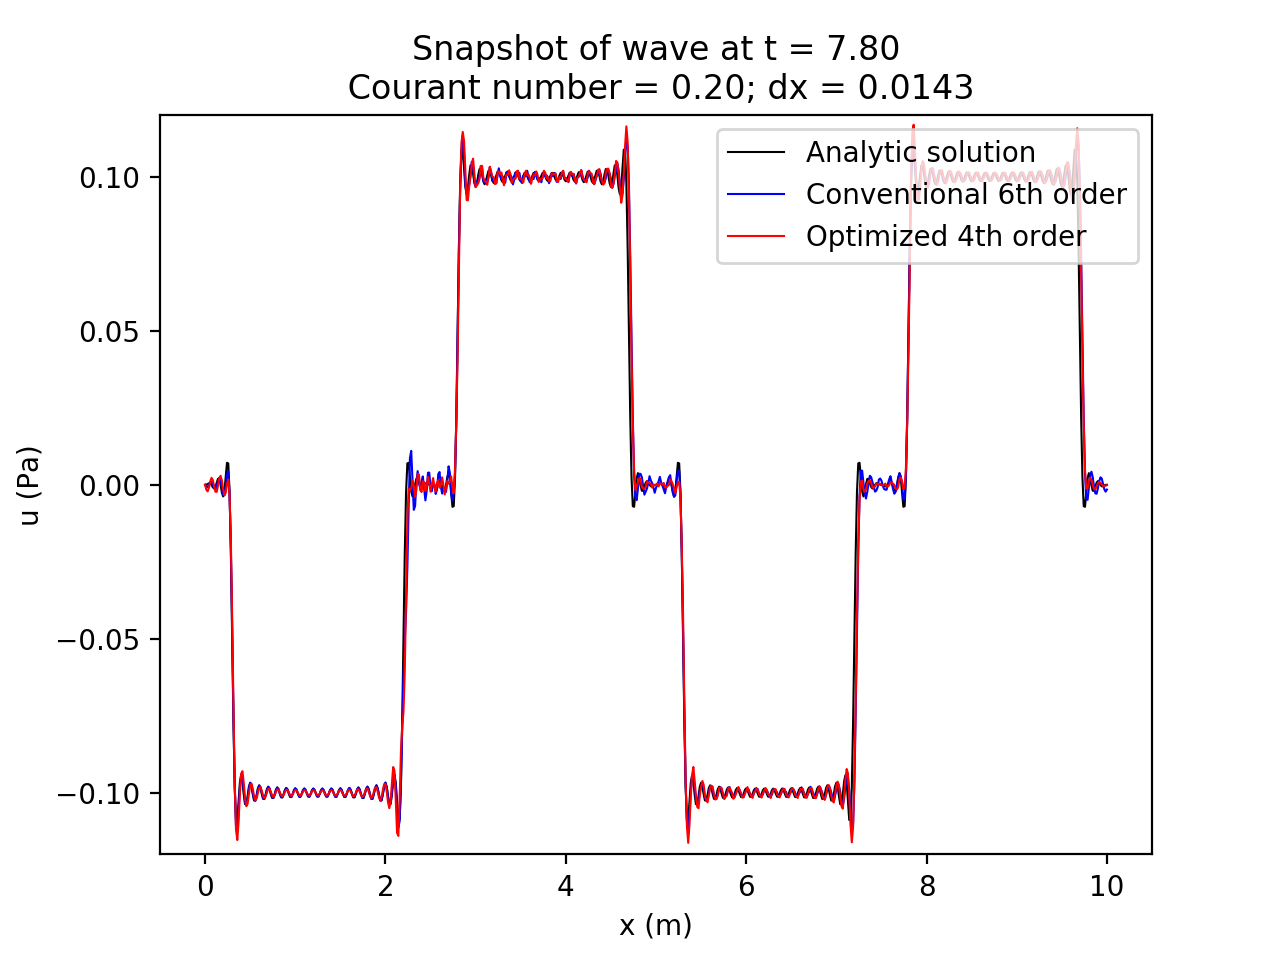 Snapshot of wave at t = 7.80
Courant number = 0.20; dx = 0.0143
Analytic solution
Conventional 6th order
Optimized 4th order
u (Pa)
0.10
0.05
0.00
−0.05
−0.10
0 2 4 6 8 10
x (m)